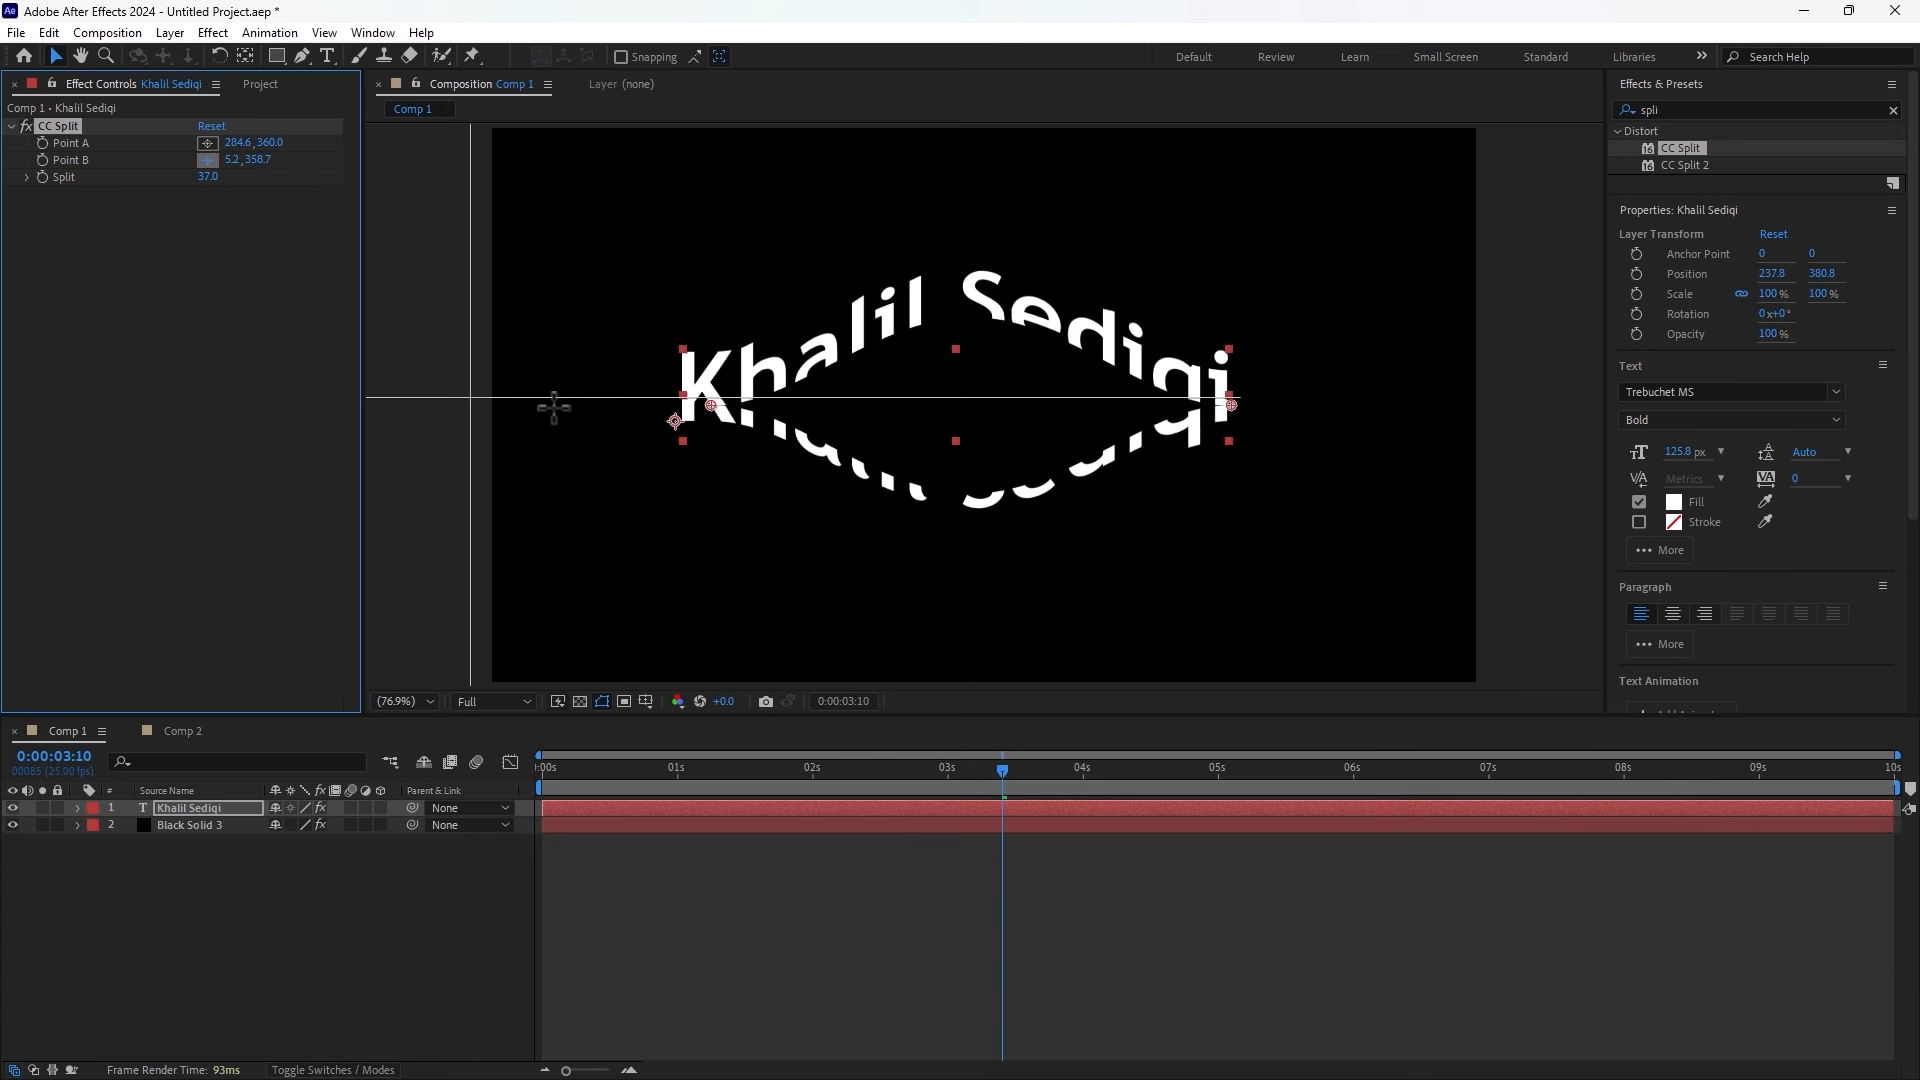 Adobe After Effects 2024 - Untitled Project.aep *
File Edit Composition Layer Effect Animation View Window Help
Snapping
Default Review Learn Small Screen Standard Libraries Search Help
Effect Controls Khalil Sediqi Project
Comp 1 • Khalil Sediqi
fx CC Split Reset
Point A 284.6, 360.0
Point B 5.2, 358.7
Split 37.0
Composition Comp 1 Layer (none)
Comp 1
Khalil Sediqi
(76.9%) Full +0.0 0:00:03:10
Effects & Presets
spli
Distort
CC Split
CC Split 2
Properties: Khalil Sediqi
Layer Transform Reset
Anchor Point 0 0
Position 237.8 380.8
Scale 100 % 100 %
Rotation 0x+0°
Opacity 100 %
Text
Trebuchet MS
Bold
125.8 px Auto
Metrics 0
Fill
Stroke
More
Paragraph
More
Text Animation
Comp 1 Comp 2
0:00:03:10
00085 (25.00 fps)
:00s 01s 02s 03s 04s 05s 06s 07s 08s 09s 10s
# Source Name fx Parent & Link
1 T Khalil Sediqi fx None
2 Black Solid 3 fx None
Frame Render Time: 93ms Toggle Switches / Modes